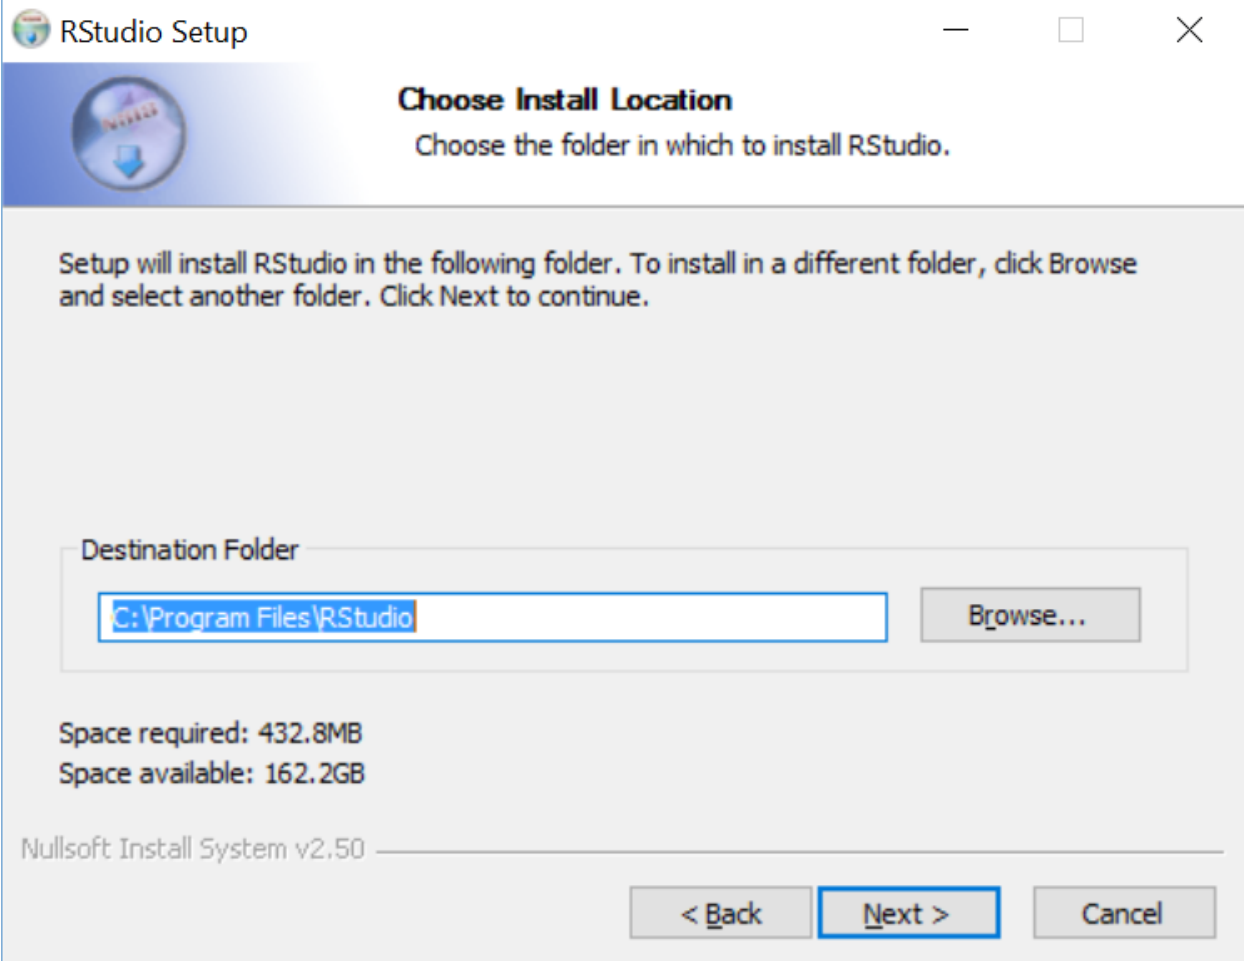 RStudio Setup
Choose Install Location
Choose the folder in which to install RStudio.
Setup will install RStudio in the following folder. To install in a different folder, click Browse
and select another folder. Click Next to continue.
Destination Folder
C:\Program Files\RStudio
Browse...
Space required: 432.8MB
Space available: 162.2GB
Nullsoft Install System v2.50
< Back
Next >
Cancel